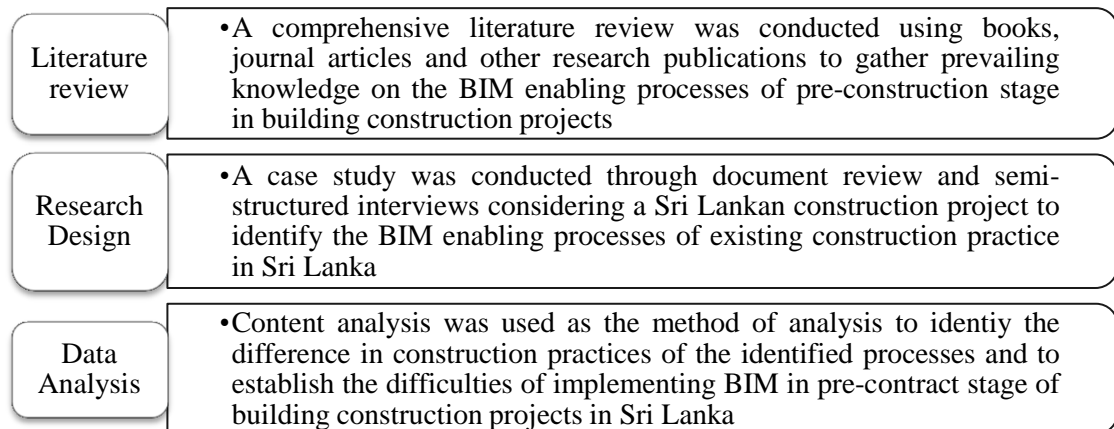 Literature
review
•A comprehensive literature review was conducted using books,
journal articles and other research publications to gather prevailing
knowledge on the BIM enabling processes of pre-construction stage
in building construction projects
Research
Design
•A case study was conducted through document review and semi-
structured interviews considering a Sri Lankan construction project to
identify the BIM enabling processes of existing construction practice
in Sri Lanka
Data
Analysis
•Content analysis was used as the method of analysis to identiy the
difference in construction practices of the identified processes and to
establish the difficulties of implementing BIM in pre-contract stage of
building construction projects in Sri Lanka